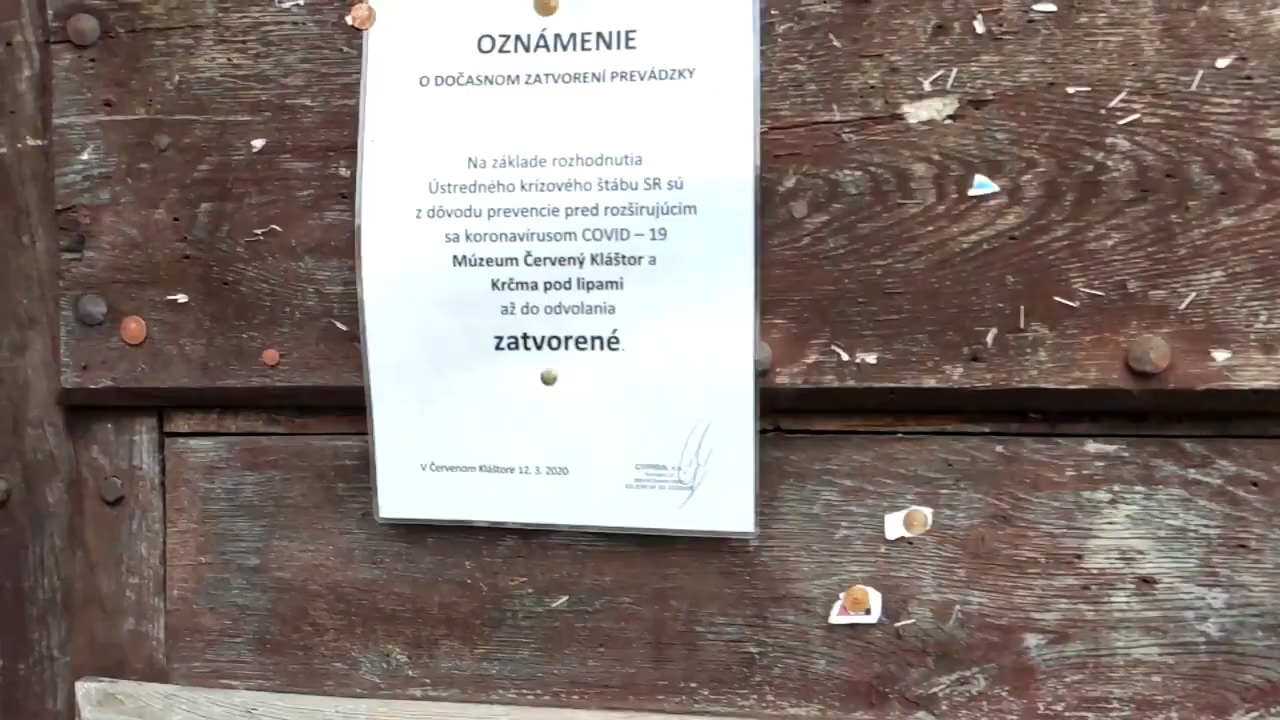 OZNÁMENIE
O DOČASNOM ZATVORENÍ PREVÁDZKY
Na základe rozhodnutia
Ústredného krízového štábu SR sú
z dôvodu prevencie pred rozširujúcim
sa koronavírusom COVID – 19
Múzeum Červený Kláštor a
Krčma pod lipami
až do odvolania
zatvorené.
V Červenom Kláštore 12. 3. 2020